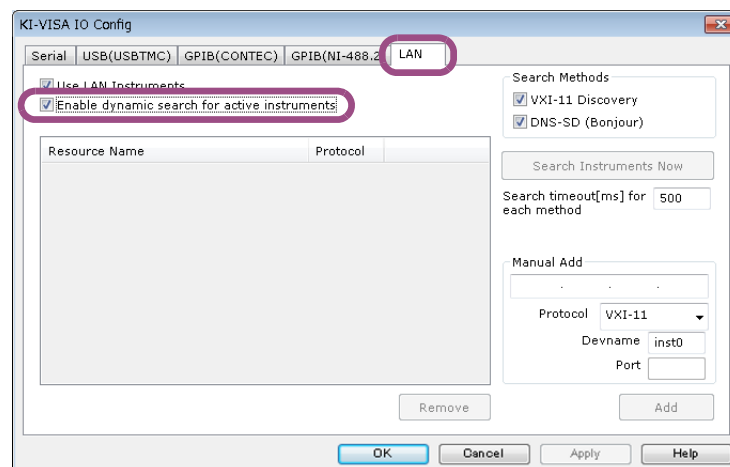 KI-VISA IO Config
Serial USB(USBTMC) GPIB(CONTEC) GPIB(NI-488.2 LAN
Use LAN Instruments
Enable dynamic search for active instruments
Resource Name Protocol
Search Methods
VXI-11 Discovery
DNS-SD (Bonjour)
Search Instruments Now
Search timeout[ms] for 500
each method
Manual Add
. . .
Protocol VXI-11
Devname inst0
Port
Remove Add
OK Cancel Apply Help